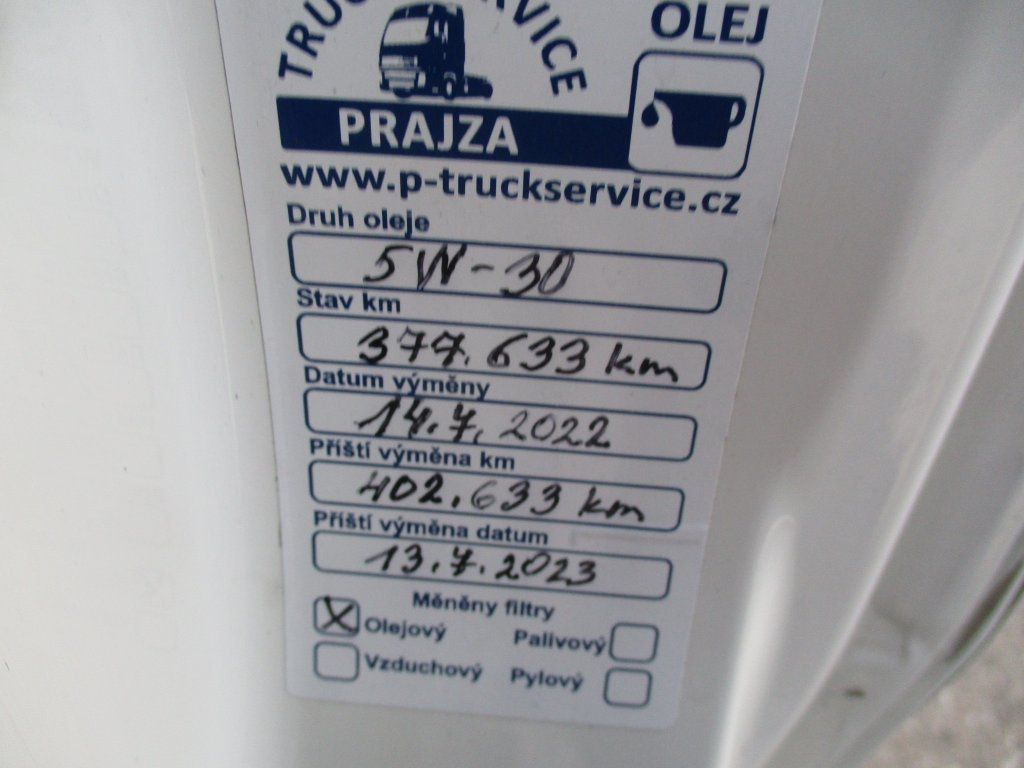 OLEJ
PRAJZA
www.p-truckservice.cz
Druh oleje
5W-30
Stav km
377.633 km
Datum výměny
14.7.2022
Příští výměna km
402.633 km
Příští výměna datum
13.7.2023
Měněny filtry
Olejový Palivový
Vzduchový Pylový